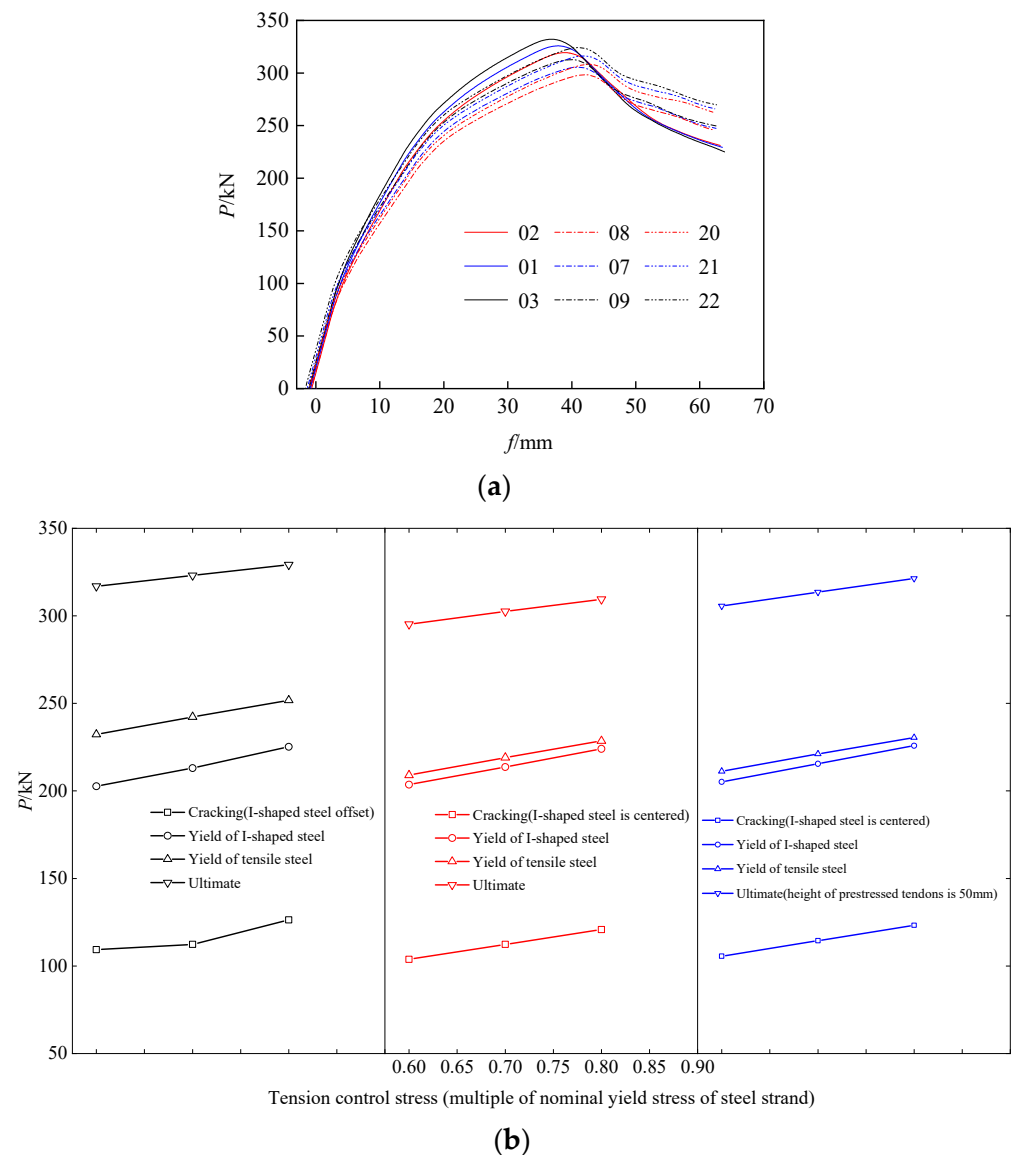 350
300
250
200
150
100
50
0
P/kN
02 08 20
01 07 21
03 09 22
0 10 20 30 40 50 60 70
f/mm
(a)
350
300
250
200
150
100
50
P/kN
Cracking(I-shaped steel offset)
Yield of I-shaped steel
Yield of tensile steel
Ultimate
Cracking(I-shaped steel is centered)
Yield of I-shaped steel
Yield of tensile steel
Ultimate
Cracking(I-shaped steel is centered)
Yield of I-shaped steel
Yield of tensile steel
Ultimate(height of prestressed tendons is 50mm)
0.60 0.65 0.70 0.75 0.80 0.85 0.90
Tension control stress (multiple of nominal yield stress of steel strand)
(b)